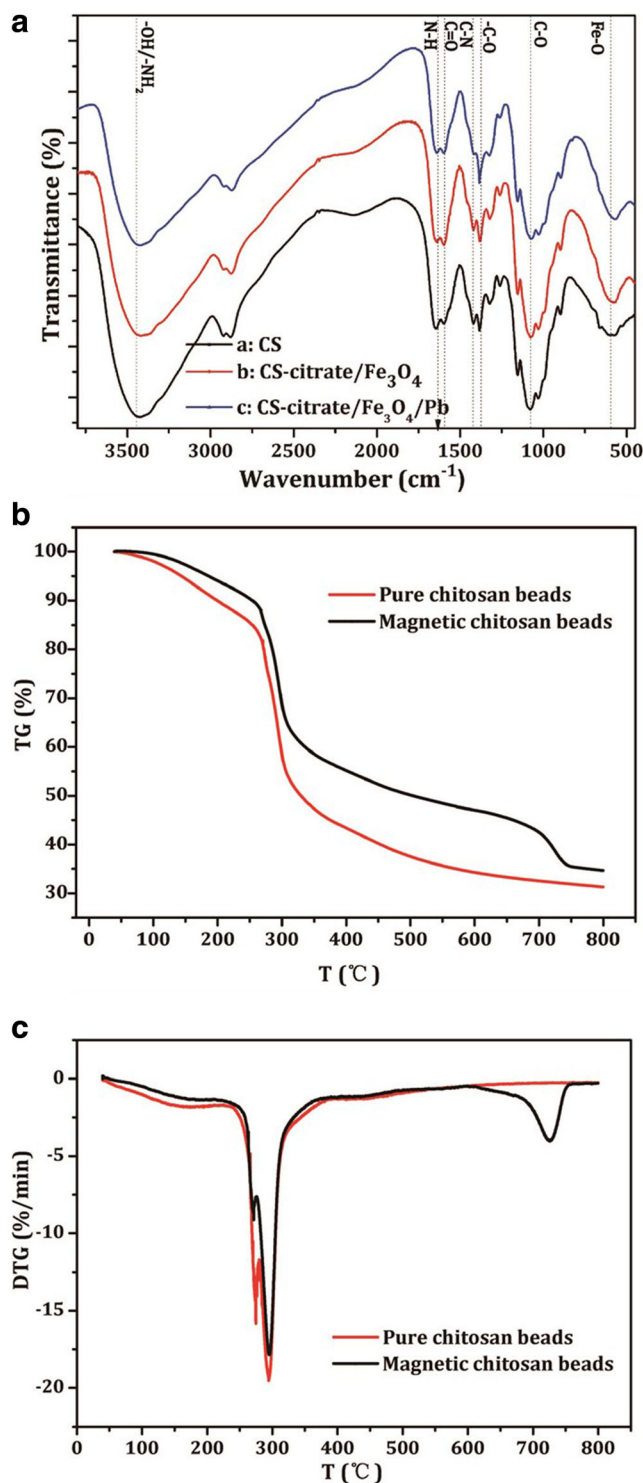 a
-OH/-NH₂
N-H
C=O
C-N
-C-O
C-O
Fe-O
Transmittance (%)
a: CS
b: CS-citrate/Fe₃O₄
c: CS-citrate/Fe₃O₄/Pb
3500 3000 2500 2000 1500 1000 500
Wavenumber (cm⁻¹)
b
100
90
80
70
60
50
40
30
TG (%)
Pure chitosan beads
Magnetic chitosan beads
0 100 200 300 400 500 600 700 800
T (℃)
c
0
-5
-10
-15
-20
DTG (%/min)
Pure chitosan beads
Magnetic chitosan beads
0 100 200 300 400 500 600 700 800
T (℃)